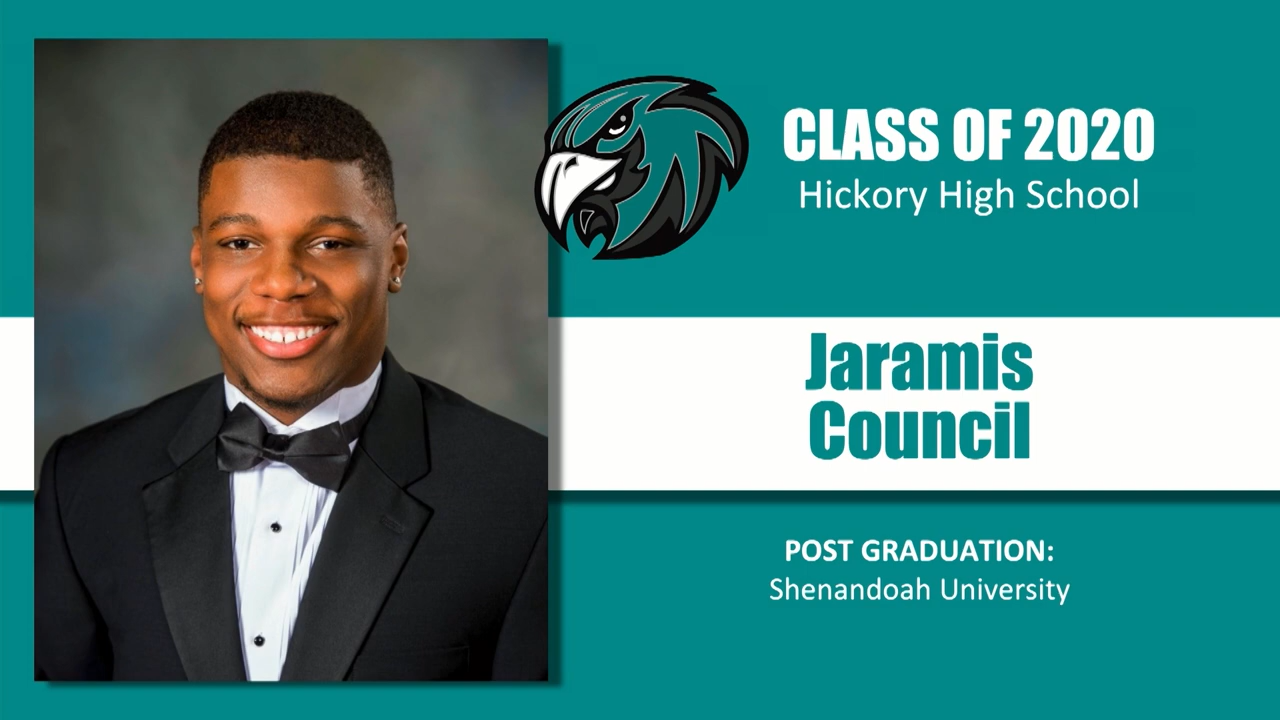 CLASS OF 2020
Hickory High School
Jaramis
Council
POST GRADUATION:
Shenandoah University